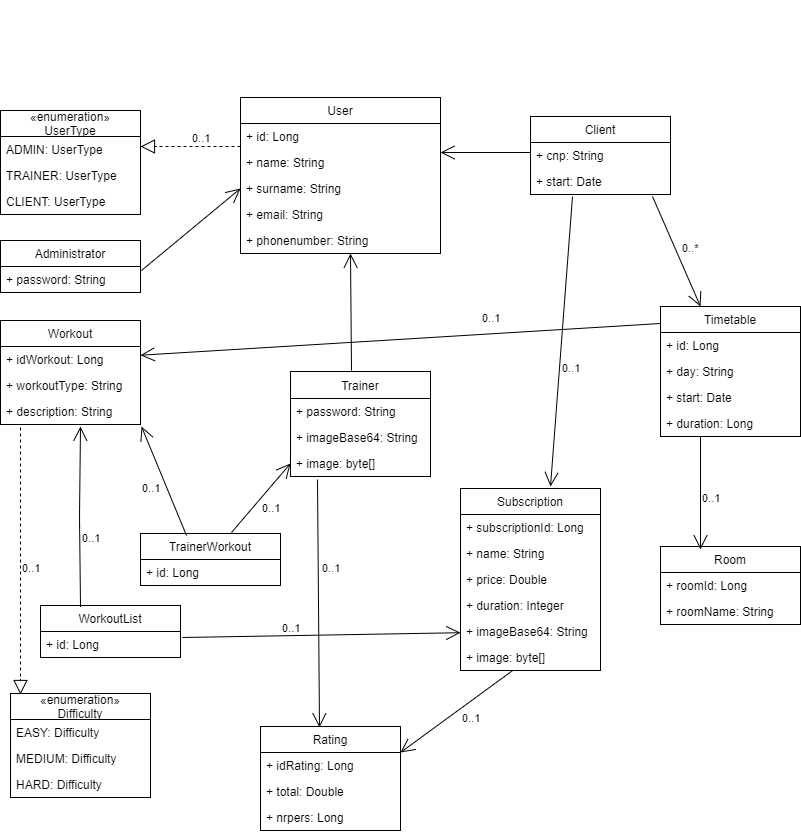 User
+ id: Long
+ name: String
+ surname: String
+ email: String
+ phonenumber: String
«enumeration»
UserType
ADMIN: UserType
TRAINER: UserType
CLIENT: UserType
0..1
Client
+ cnp: String
+ start: Date
Administrator
+ password: String
0..*
Workout
+ idWorkout: Long
+ workoutType: String
+ description: String
0..1
Timetable
+ id: Long
+ day: String
+ start: Date
+ duration: Long
Trainer
+ password: String
+ imageBase64: String
+ image: byte[]
0..1
0..1
0..1
0..1
Subscription
+ subscriptionId: Long
+ name: String
+ price: Double
+ duration: Integer
+ imageBase64: String
+ image: byte[]
TrainerWorkout
+ id: Long
0..1
0..1
0..1
Room
+ roomId: Long
+ roomName: String
WorkoutList
+ id: Long
0..1
«enumeration»
Difficulty
EASY: Difficulty
MEDIUM: Difficulty
HARD: Difficulty
0..1
Rating
+ idRating: Long
+ total: Double
+ nrpers: Long